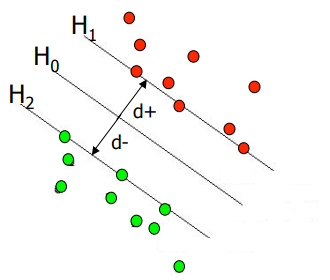 H₁
H₀
d+
H₂
d-